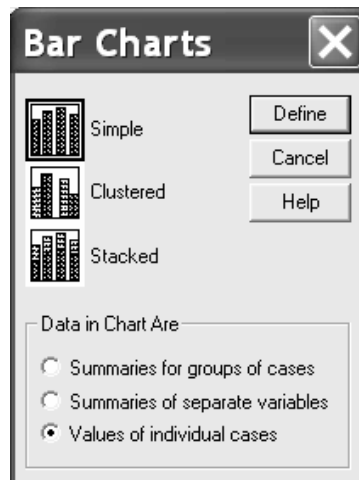 Bar Charts
Simple
Clustered
Stacked
Define
Cancel
Help
Data in Chart Are
Summaries for groups of cases
Summaries of separate variables
Values of individual cases